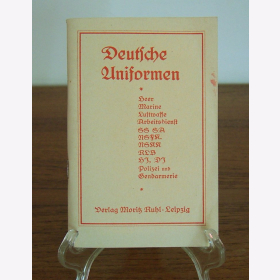 Deutsche
Uniformen
Heer
Marine
Luftwaffe
Arbeitsdienst
SS SA
NSFK
NSKK
RLB
HJ, DJ
Polizei und
Gendarmerie
Verlag Moritz Ruhl-Leipzig